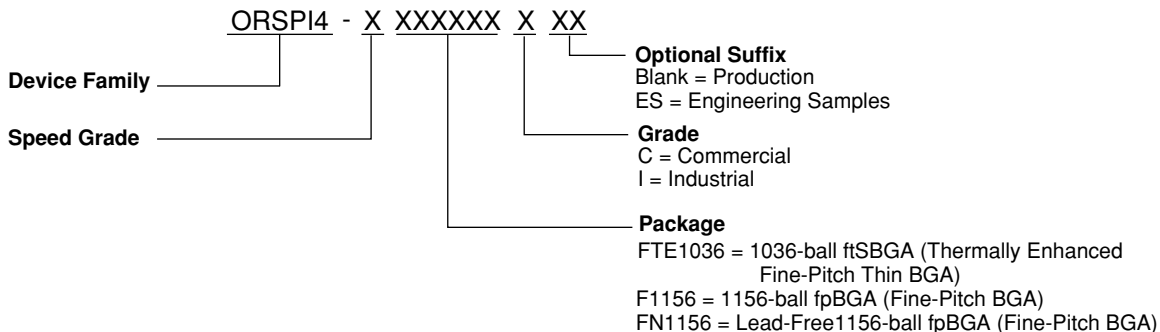 ORSPI4 - X XXXXXX X XX
Device Family
Speed Grade
Optional Suffix
Blank = Production
ES = Engineering Samples
Grade
C = Commercial
I = Industrial
Package
FTE1036 = 1036-ball ftSBGA (Thermally Enhanced
Fine-Pitch Thin BGA)
F1156 = 1156-ball fpBGA (Fine-Pitch BGA)
FN1156 = Lead-Free1156-ball fpBGA (Fine-Pitch BGA)